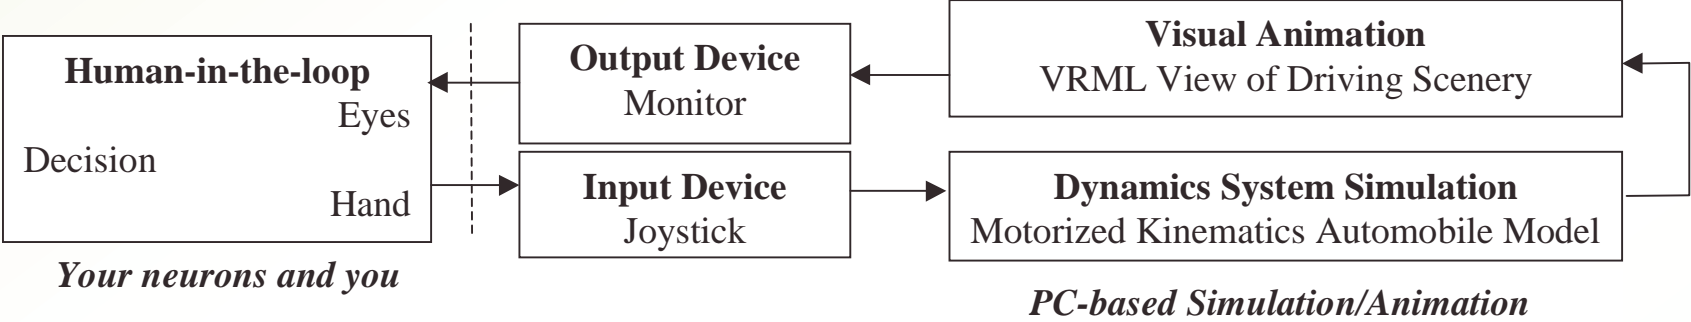 Human-in-the-loop
Eyes
Decision
Hand
Your neurons and you
Output Device
Monitor
Input Device
Joystick
Visual Animation
VRML View of Driving Scenery
Dynamics System Simulation
Motorized Kinematics Automobile Model
PC-based Simulation/Animation